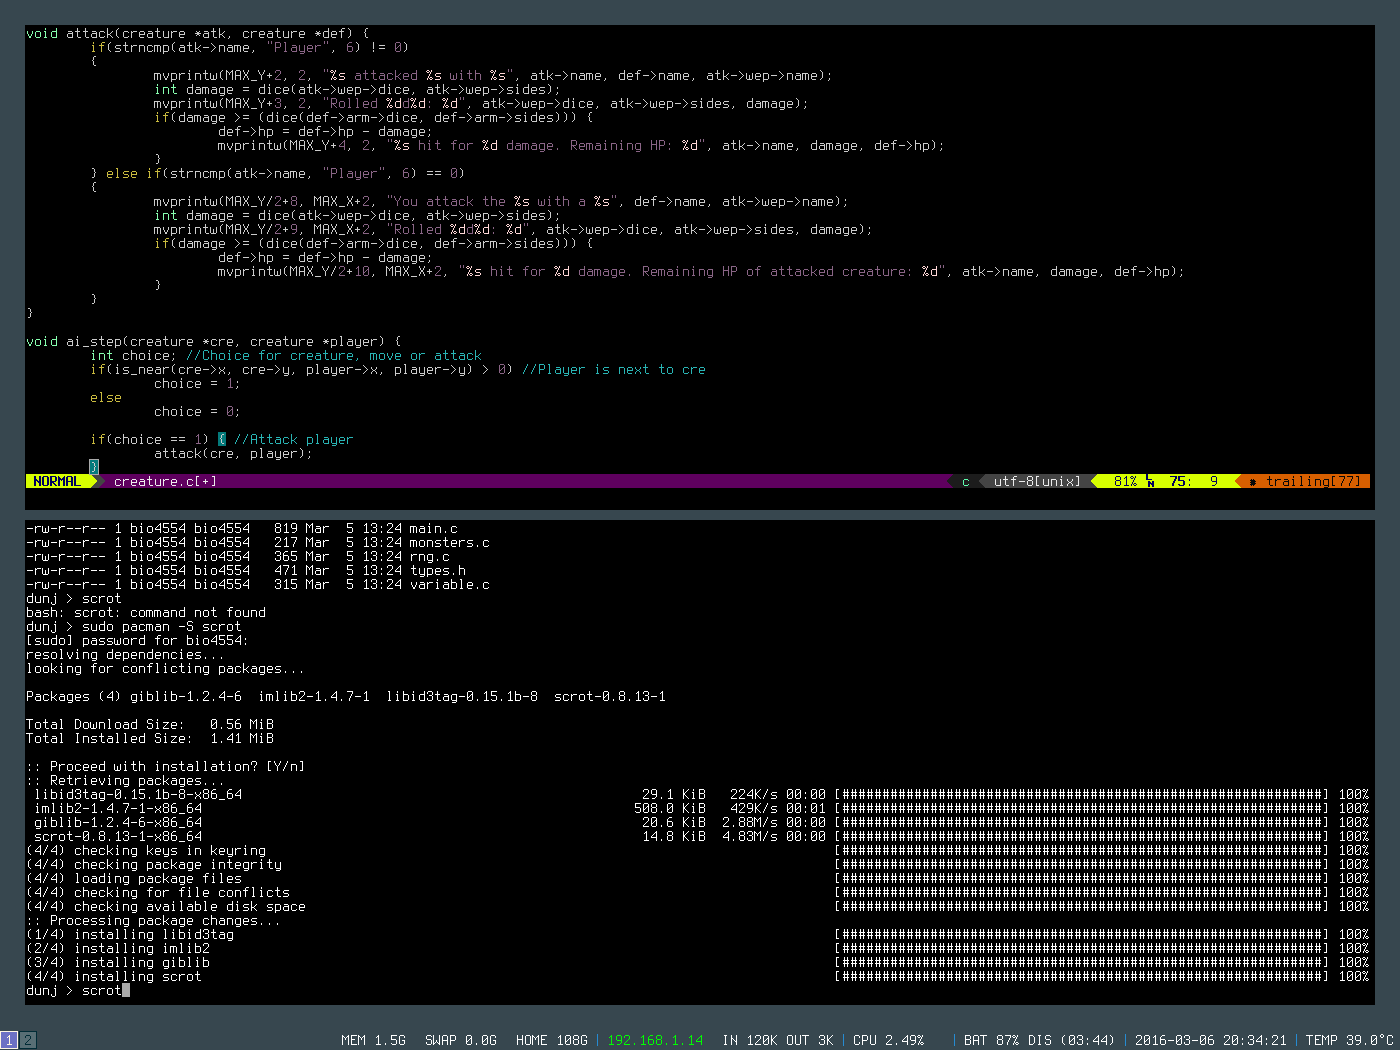 void attack(creature *atk, creature *def) {
        if(strncmp(atk->name, "Player", 6) != 0)
        {
                mvprintw(MAX_Y+2, 2, "%s attacked %s with %s", atk->name, def->name, atk->wep->name);
                int damage = dice(atk->wep->dice, atk->wep->sides);
                mvprintw(MAX_Y+3, 2, "Rolled %dd%d: %d", atk->wep->dice, atk->wep->sides, damage);
                if(damage >= (dice(def->arm->dice, def->arm->sides))) {
                        def->hp = def->hp - damage;
                        mvprintw(MAX_Y+4, 2, "%s hit for %d damage. Remaining HP: %d", atk->name, damage, def->hp);
                }
        } else if(strncmp(atk->name, "Player", 6) == 0)
        {
                mvprintw(MAX_Y/2+8, MAX_X+2, "You attack the %s with a %s", def->name, atk->wep->name);
                int damage = dice(atk->wep->dice, atk->wep->sides);
                mvprintw(MAX_Y/2+9, MAX_X+2, "Rolled %dd%d: %d", atk->wep->dice, atk->wep->sides, damage);
                if(damage >= (dice(def->arm->dice, def->arm->sides))) {
                        def->hp = def->hp - damage;
                        mvprintw(MAX_Y/2+10, MAX_X+2, "%s hit for %d damage. Remaining HP of attacked creature: %d", atk->name, damage, def->hp);
                }
        }
}

void ai_step(creature *cre, creature *player) {
        int choice; //Choice for creature, move or attack
        if(is_near(cre->x, cre->y, player->x, player->y) > 0) //Player is next to cre
                choice = 1;
        else
                choice = 0;

        if(choice == 1) { //Attack player
                attack(cre, player);
        }
NORMAL creature.c[+] c utf-8[unix] 81% LN 75: 9 # trailing[77]
-rw-r--r-- 1 bio4554 bio4554   819 Mar  5 13:24 main.c
-rw-r--r-- 1 bio4554 bio4554   217 Mar  5 13:24 monsters.c
-rw-r--r-- 1 bio4554 bio4554   365 Mar  5 13:24 rng.c
-rw-r--r-- 1 bio4554 bio4554   471 Mar  5 13:24 types.h
-rw-r--r-- 1 bio4554 bio4554   315 Mar  5 13:24 variable.c
dunj > scrot
bash: scrot: command not found
dunj > sudo pacman -S scrot
[sudo] password for bio4554:
resolving dependencies...
looking for conflicting packages...

Packages (4) giblib-1.2.4-6  imlib2-1.4.7-1  libid3tag-0.15.1b-8  scrot-0.8.13-1

Total Download Size:   0.56 MiB
Total Installed Size:  1.41 MiB

:: Proceed with installation? [Y/n]
:: Retrieving packages...
 libid3tag-0.15.1b-8-x86_64 29.1 KiB   224K/s 00:00 [############################################################] 100%
 imlib2-1.4.7-1-x86_64 508.0 KiB   429K/s 00:01 [############################################################] 100%
 giblib-1.2.4-6-x86_64 20.6 KiB  2.88M/s 00:00 [############################################################] 100%
 scrot-0.8.13-1-x86_64 14.8 KiB  4.83M/s 00:00 [############################################################] 100%
(4/4) checking keys in keyring [############################################################] 100%
(4/4) checking package integrity [############################################################] 100%
(4/4) loading package files [############################################################] 100%
(4/4) checking for file conflicts [############################################################] 100%
(4/4) checking available disk space [############################################################] 100%
:: Processing package changes...
(1/4) installing libid3tag [############################################################] 100%
(2/4) installing imlib2 [############################################################] 100%
(3/4) installing giblib [############################################################] 100%
(4/4) installing scrot [############################################################] 100%
dunj > scrot
1 2 MEM 1.5G SWAP 0.0G HOME 108G | 192.168.1.14 IN 120K OUT 3K | CPU 2.49% | BAT 87% DIS (03:44) | 2016-03-06 20:34:21 | TEMP 39.0°C